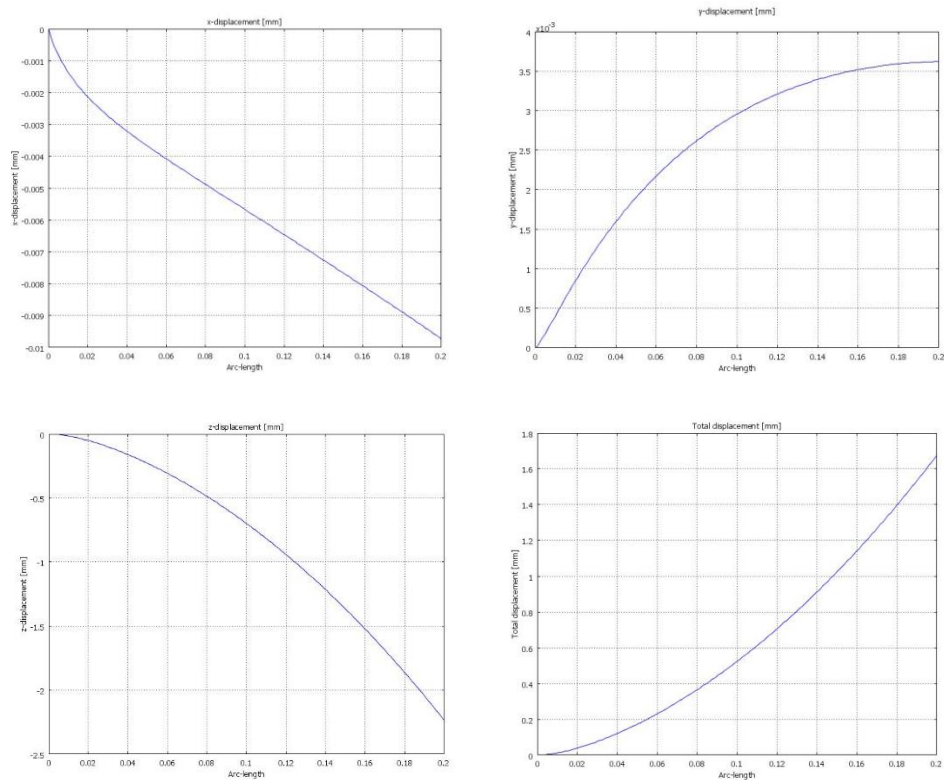 x-displacement [mm]
0
-0.001
-0.002
-0.003
-0.004
-0.005
-0.006
-0.007
-0.008
-0.009
-0.01
x-displacement [mm]
0 0.02 0.04 0.06 0.08 0.1 0.12 0.14 0.16 0.18 0.2
Arc-length
y-displacement [mm]
x10^-3
4
3.5
3
2.5
2
1.5
1
0.5
0
y-displacement [mm]
0 0.02 0.04 0.06 0.08 0.1 0.12 0.14 0.16 0.18 0.2
Arc-length
z-displacement [mm]
0
-0.5
-1
-1.5
-2
-2.5
z-displacement [mm]
0 0.02 0.04 0.06 0.08 0.1 0.12 0.14 0.16 0.18 0.2
Arc-length
Total displacement [mm]
1.8
1.6
1.4
1.2
1
0.8
0.6
0.4
0.2
0
Total displacement [mm]
0 0.02 0.04 0.06 0.08 0.1 0.12 0.14 0.16 0.18 0.2
Arc-length